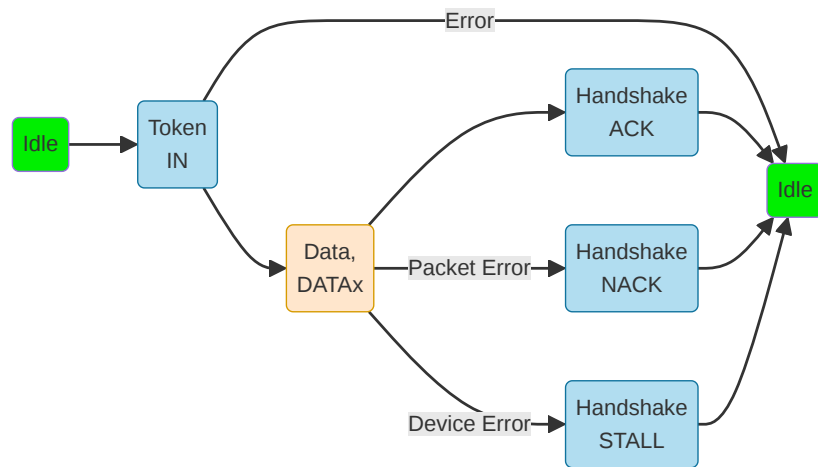 Error
Handshake
ACK
Idle
Token
IN
Idle
Data,
DATAx
Packet Error
Handshake
NACK
Device Error
Handshake
STALL